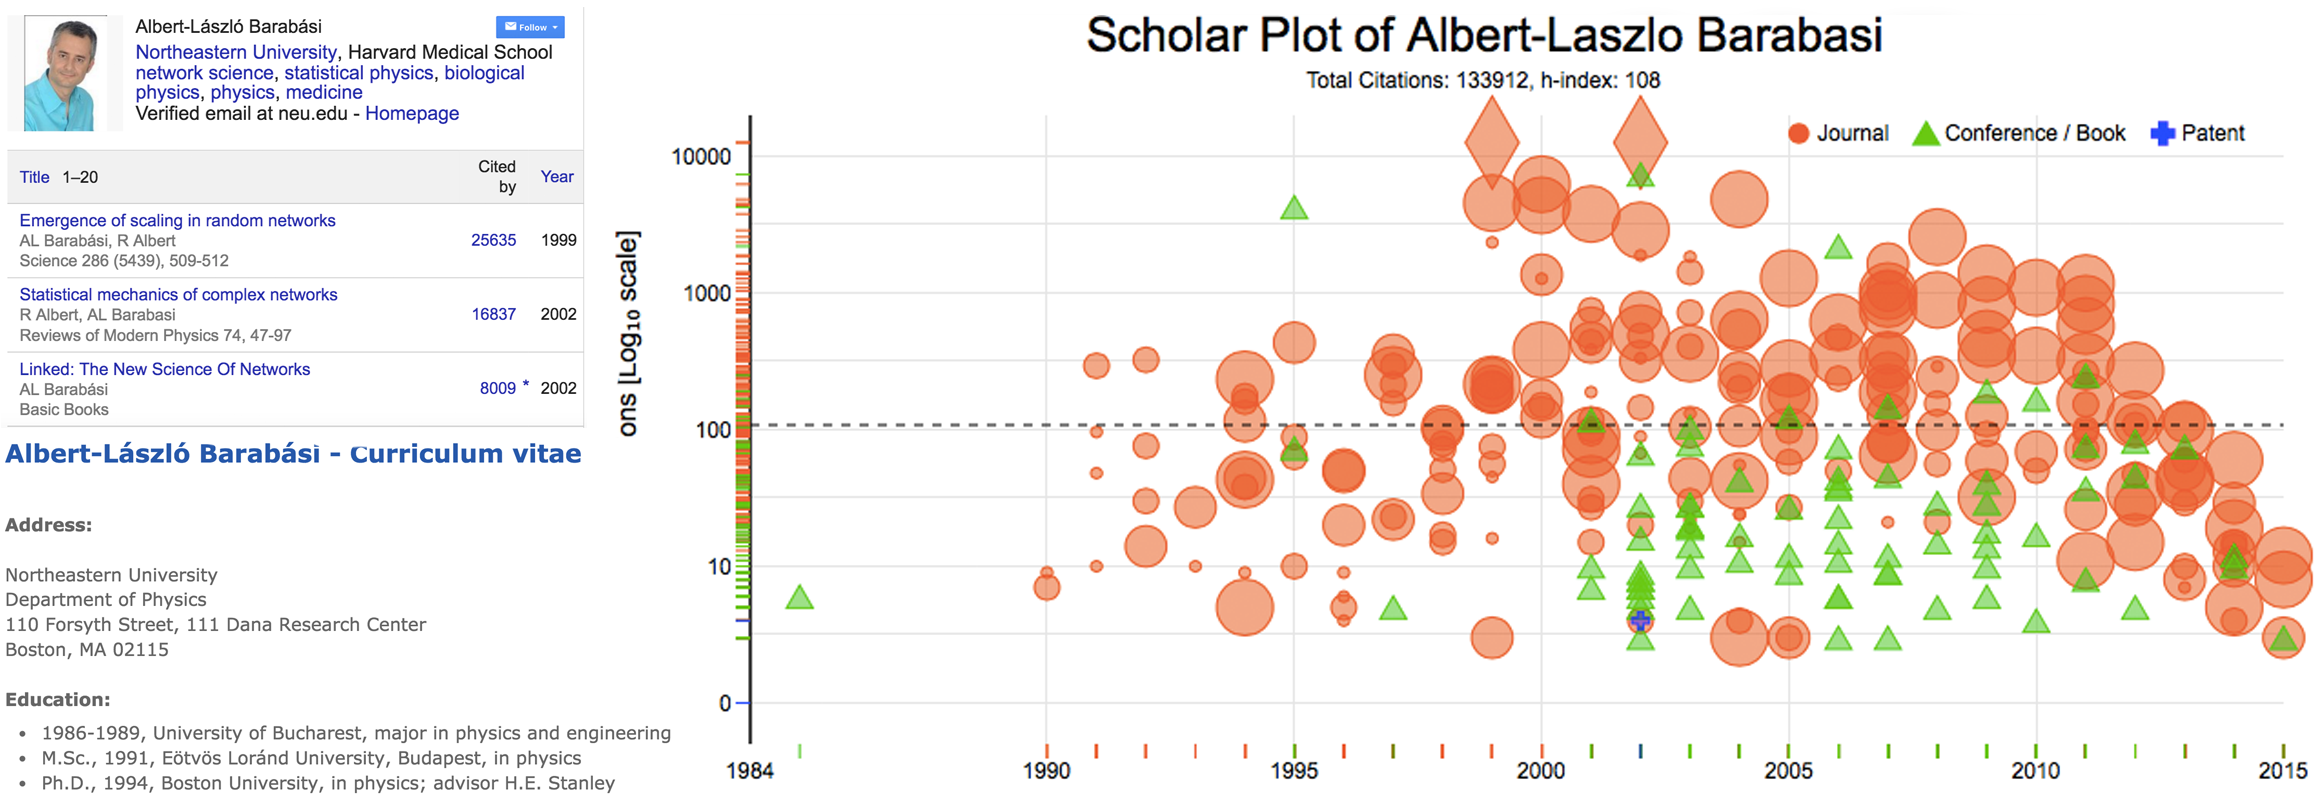 Albert-László Barabási
Follow
Northeastern University, Harvard Medical School
network science, statistical physics, biological
physics, physics, medicine
Verified email at neu.edu - Homepage
Title 1–20
Cited
by
Year
Emergence of scaling in random networks
AL Barabási, R Albert
Science 286 (5439), 509-512
25635
1999
Statistical mechanics of complex networks
R Albert, AL Barabasi
Reviews of Modern Physics 74, 47-97
16837
2002
Linked: The New Science Of Networks
AL Barabási
Basic Books
8009 *
2002
Albert-László Barabási - Curriculum vitae
Address:
Northeastern University
Department of Physics
110 Forsyth Street, 111 Dana Research Center
Boston, MA 02115
Education:
• 1986-1989, University of Bucharest, major in physics and engineering
• M.Sc., 1991, Eötvös Loránd University, Budapest, in physics
• Ph.D., 1994, Boston University, in physics; advisor H.E. Stanley
Scholar Plot of Albert-Laszlo Barabasi
Total Citations: 133912, h-index: 108
Journal
Conference / Book
Patent
ons [Log₁₀ scale]
10000
1000
100
10
0
1984
1990
1995
2000
2005
2010
2015